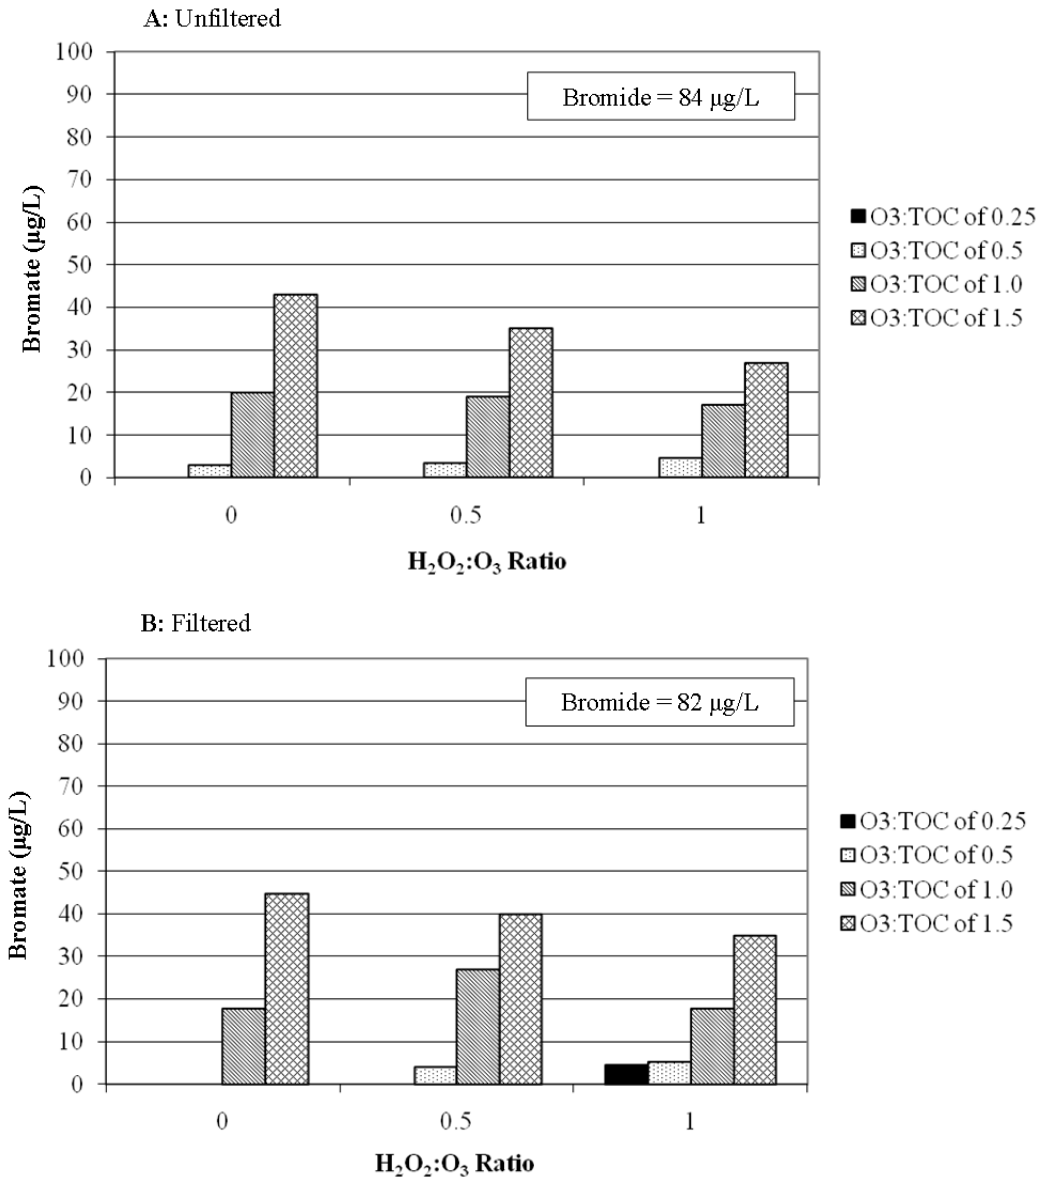 A: Unfiltered
100
90
80
70
60
50
40
30
20
10
0
Bromate (µg/L)
Bromide = 84 µg/L
O3:TOC of 0.25
O3:TOC of 0.5
O3:TOC of 1.0
O3:TOC of 1.5
0 0.5 1
H₂O₂:O₃ Ratio
B: Filtered
100
90
80
70
60
50
40
30
20
10
0
Bromate (µg/L)
Bromide = 82 µg/L
O3:TOC of 0.25
O3:TOC of 0.5
O3:TOC of 1.0
O3:TOC of 1.5
0 0.5 1
H₂O₂:O₃ Ratio